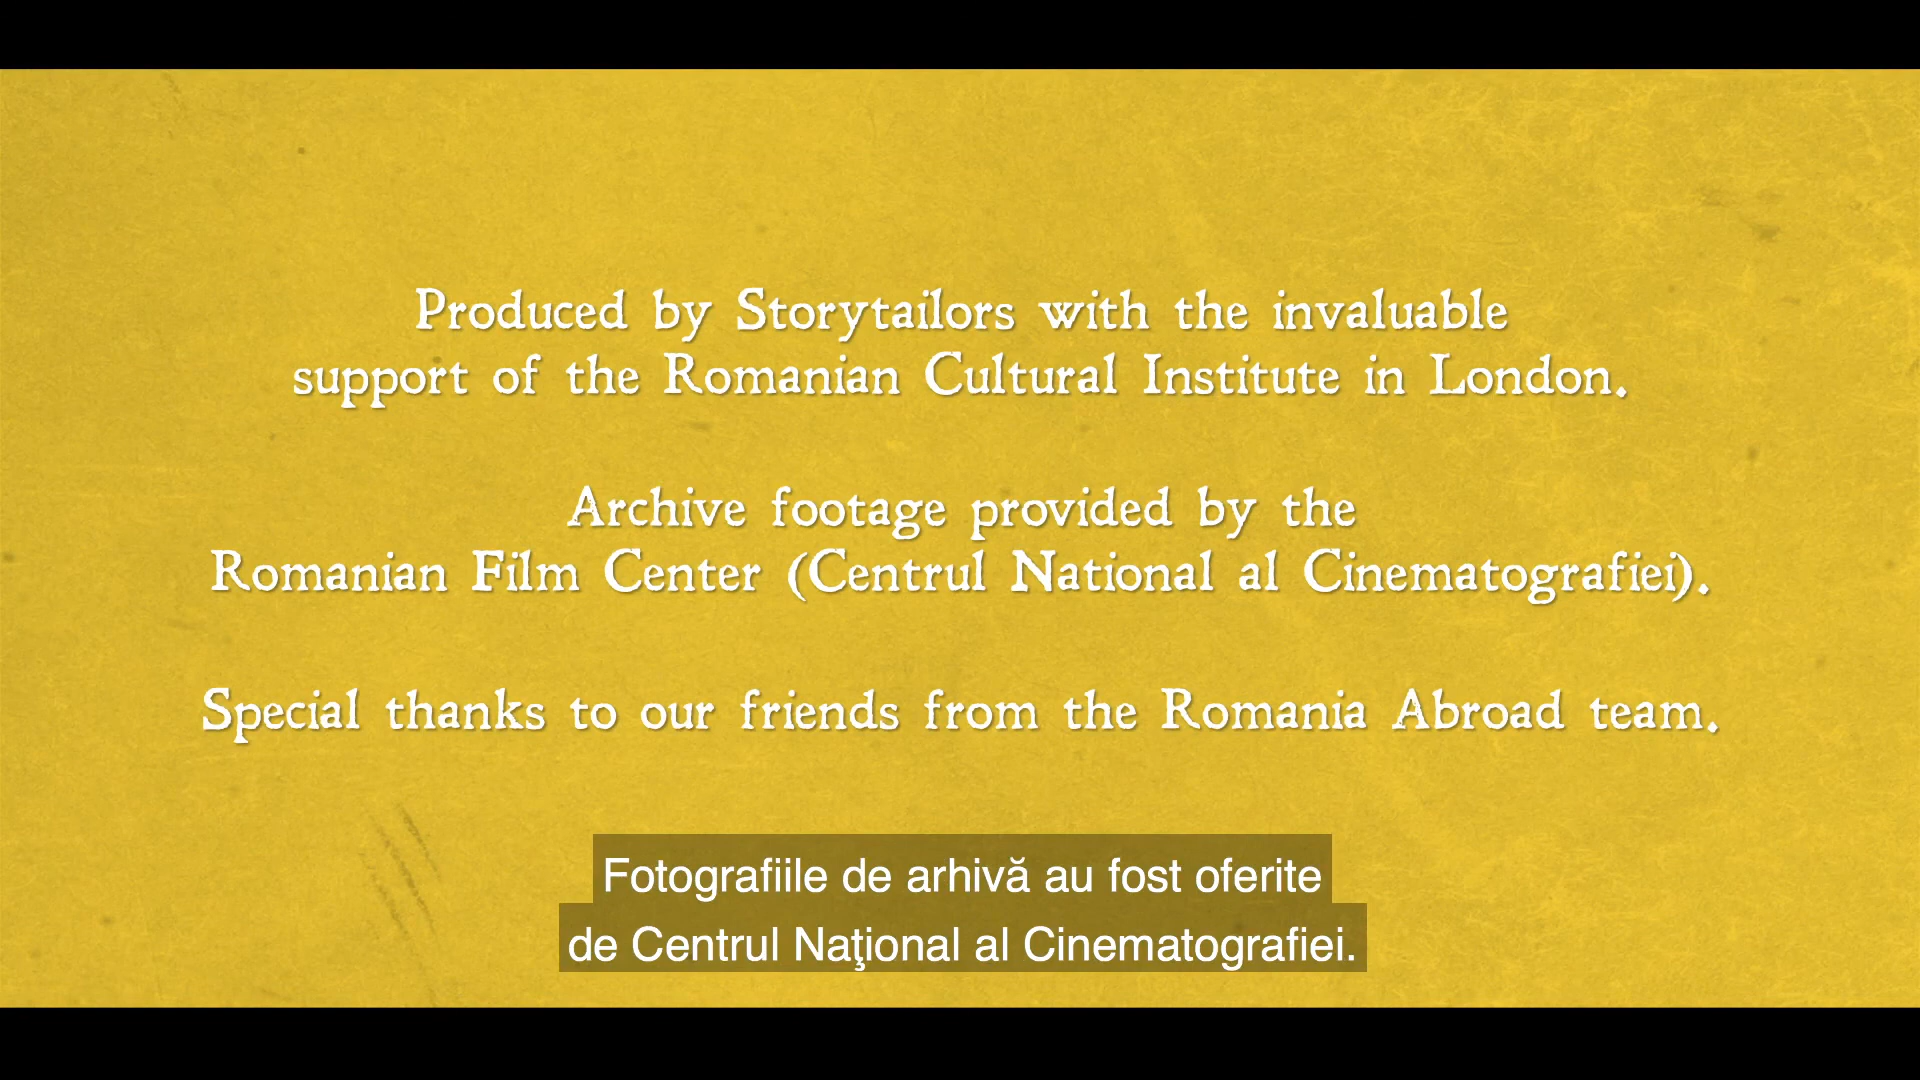 Produced by Storytailors with the invaluable
support of the Romanian Cultural Institute in London.
Archive footage provided by the
Romanian Film Center (Centrul National al Cinematografiei).
Special thanks to our friends from the Romania Abroad team.
Fotografiile de arhivă au fost oferite
de Centrul Naţional al Cinematografiei.